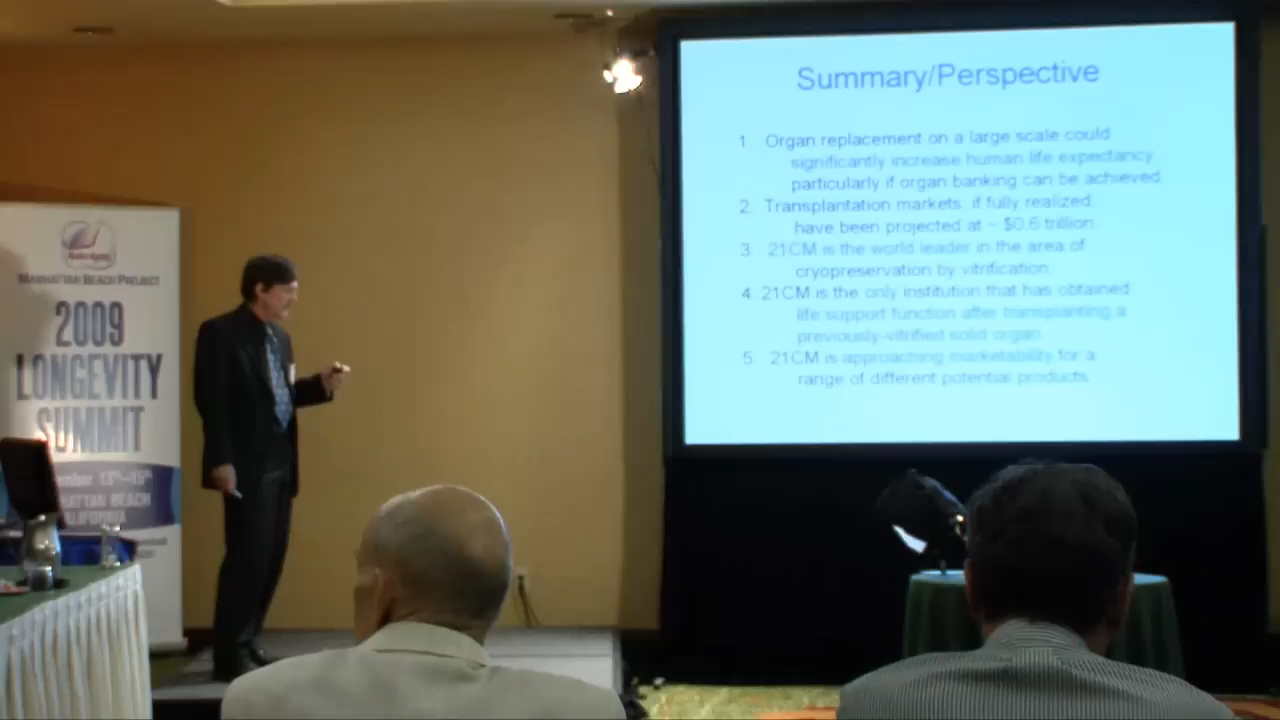 MANHATTAN BEACH PROJECT
2009
LONGEVITY
SUMMIT
13th-15th
BEACH
Summary/Perspective
1. Organ replacement on a large scale could
significantly increase human life expectancy
particularly if organ banking can be achieved
2. Transplantation markets, if fully realized
have been projected at ~ $0.6 trillion.
3. 21CM is the world leader in the area of
cryopreservation by vitrification.
4. 21CM is the only institution that has obtained
life support function after transplanting a
previously-vitrified solid organ
5. 21CM is approaching marketability for a
range of different potential products.